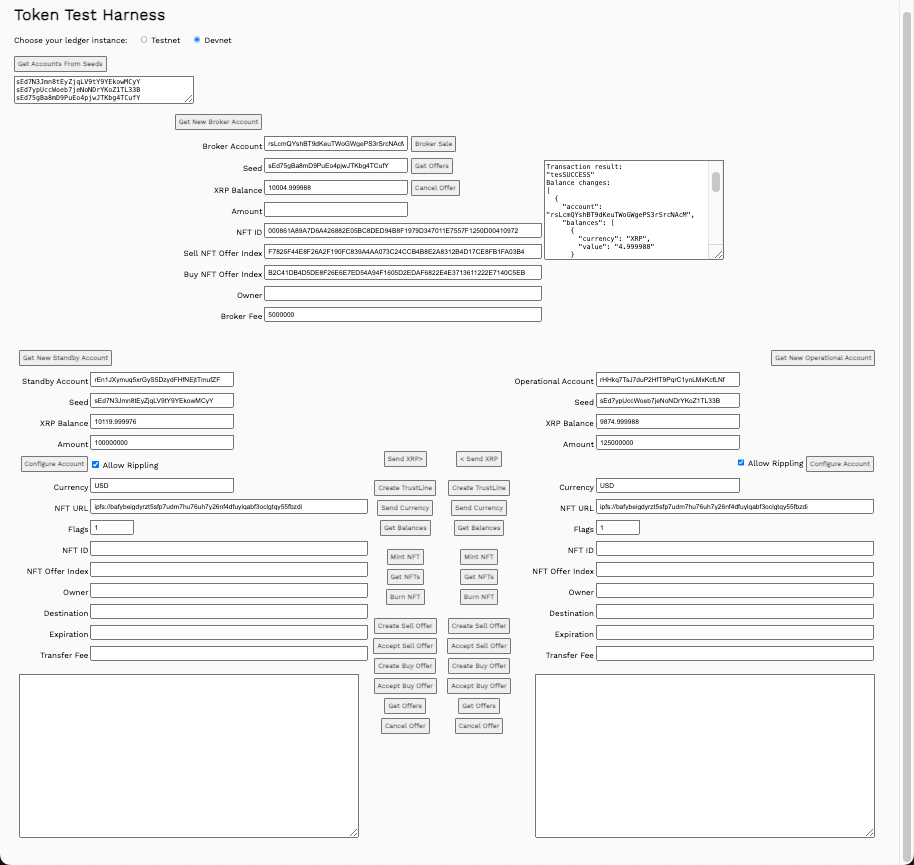 Token Test Harness
Choose your ledger instance: Testnet Devnet
Get Accounts From Seeds
sEd7N3Jmn8tEyZjqLV9tY9YEkowMCyY
sEd7ypUccWoeb7jeNoNDrYKoZ1TL33B
sEd75gBa8mD9PuEo4pjwJTKbg4TCufY
Get New Broker Account
Broker Account rsLcmQYshBT9dKeuTWoGWgePS3rSrcNAcM Broker Sale
Seed sEd75gBa8mD9PuEo4pjwJTKbg4TCufY Get Offers
XRP Balance 10004.999988 Cancel Offer
Amount
NFT ID 000861A89A7D6A426882E05BC8DED94B8F1979D347011E7557F1250D00410972
Sell NFT Offer Index F7825F44E8F26A2F190FC839A4AA073C24CCB4B8E2A8312B4D17CE8FB1FA03B4
Buy NFT Offer Index B2C41DB4D5DE8F26E6E7ED54A94F1605D2EDAF6822E4E3713611222E7140C5EB
Owner
Broker Fee 5000000
Transaction result:
"tesSUCCESS"
Balance changes:
[
{
"account":
"rsLcmQYshBT9dKeuTWoGWgePS3rSrcNAcM",
"balances": [
{
"currency": "XRP",
"value": "4.999988"
}
Get New Standby Account
Standby Account rEn1JXymuq5xrGyS5DzydFHfNEjtTmufZF
Seed sEd7N3Jmn8tEyZjqLV9tY9YEkowMCyY
XRP Balance 10119.999976
Amount 100000000
Configure Account Allow Rippling
Currency USD
NFT URL ipfs://bafybeigdyrzt5sfp7udm7hu76uh7y26nf4dfuylqabf3oclgtqy55fbzdi
Flags 1
NFT ID
NFT Offer Index
Owner
Destination
Expiration
Transfer Fee
Send XRP> < Send XRP
Create TrustLine Create TrustLine
Send Currency Send Currency
Get Balances Get Balances
Mint NFT Mint NFT
Get NFTs Get NFTs
Burn NFT Burn NFT
Create Sell Offer Create Sell Offer
Accept Sell Offer Accept Sell Offer
Create Buy Offer Create Buy Offer
Accept Buy Offer Accept Buy Offer
Get Offers Get Offers
Cancel Offer Cancel Offer
Get New Operational Account
Operational Account rHHkq7TsJ7duP2HfT9PqrC1ynLMxKcfLNf
Seed sEd7ypUccWoeb7jeNoNDrYKoZ1TL33B
XRP Balance 9874.999988
Amount 125000000
Allow Rippling Configure Account
Currency USD
NFT URL ipfs://bafybeigdyrzt5sfp7udm7hu76uh7y26nf4dfuylqabf3oclgtqy55fbzdi
Flags 1
NFT ID
NFT Offer Index
Owner
Destination
Expiration
Transfer Fee